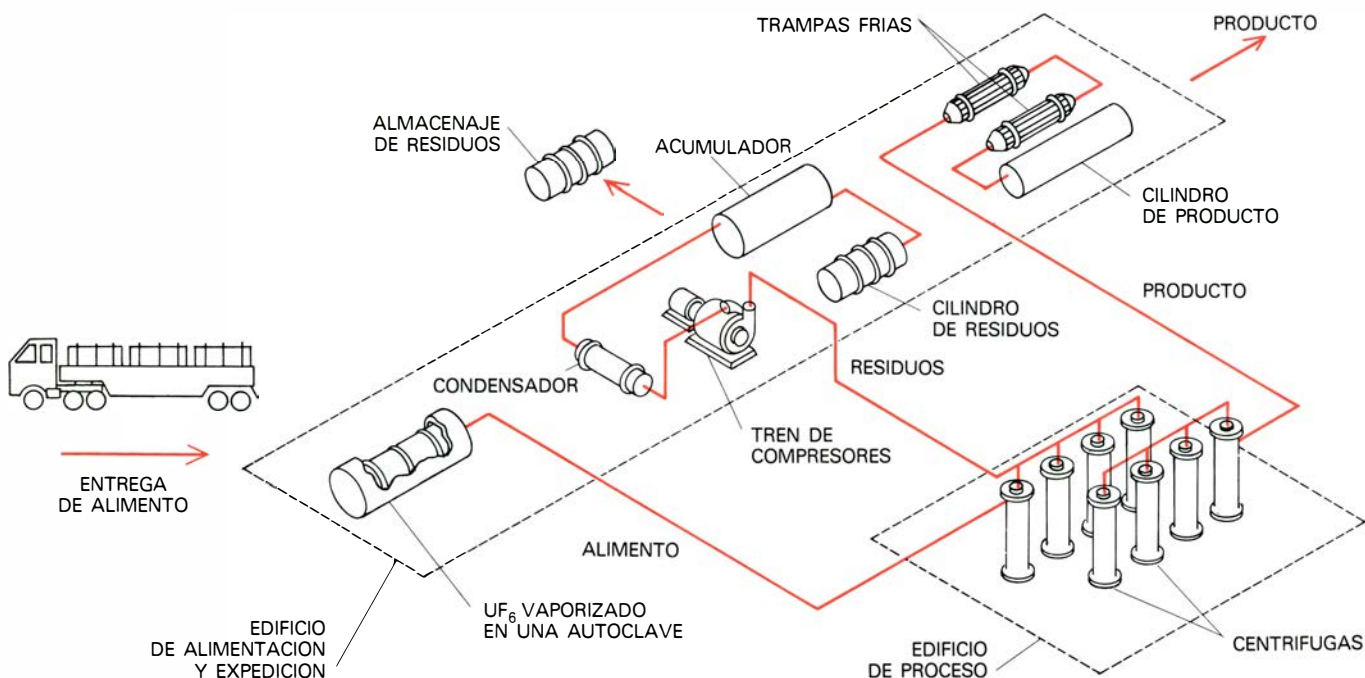 TRAMPAS FRIAS
PRODUCTO
ALMACENAJE
DE RESIDUOS
ACUMULADOR
CILINDRO
DE PRODUCTO
PRODUCTO
CILINDRO
DE RESIDUOS
RESIDUOS
CONDENSADOR
TREN DE
COMPRESORES
ENTREGA
DE ALIMENTO
ALIMENTO
UF₆ VAPORIZADO
EN UNA AUTOCLAVE
EDIFICIO
DE ALIMENTACION
Y EXPEDICION
EDIFICIO
DE PROCESO
CENTRIFUGAS